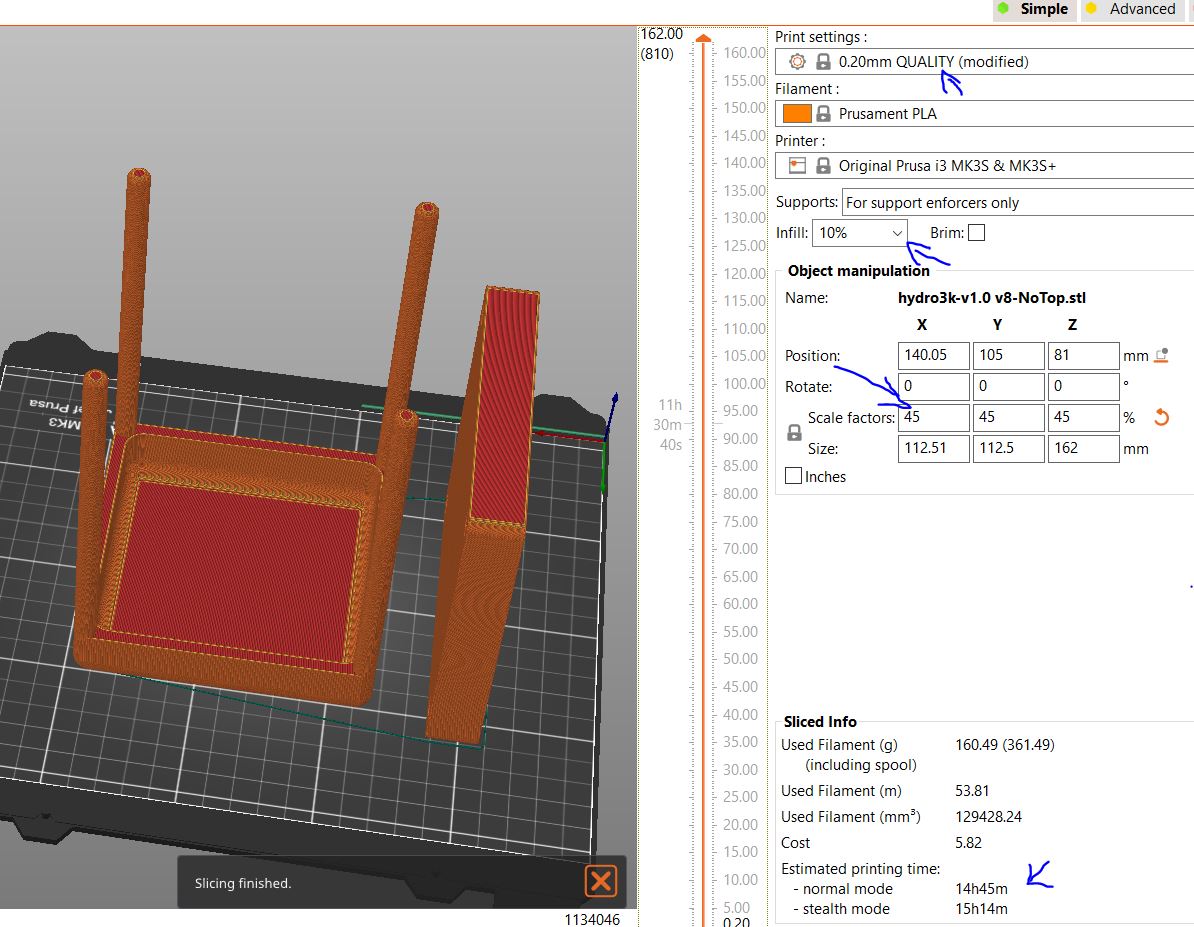 Simple Advanced
162.00
(810)
160.00
155.00
150.00
145.00
140.00
135.00
130.00
125.00
120.00
115.00
110.00
105.00
100.00
95.00
90.00
85.00
80.00
75.00
70.00
65.00
60.00
55.00
50.00
45.00
40.00
35.00
30.00
25.00
20.00
15.00
10.00
5.00
0.20
11h
30m
40s
Print settings :
0.20mm QUALITY (modified)
Filament :
Prusament PLA
Printer :
Original Prusa i3 MK3S & MK3S+
Supports: For support enforcers only
Infill: 10% Brim:
Object manipulation
Name: hydro3k-v1.0 v8-NoTop.stl
X Y Z
Position: 140.05 105 81 mm
Rotate: 0 0 0 °
Scale factors: 45 45 45 %
Size: 112.51 112.5 162 mm
Inches
Sliced Info
Used Filament (g) 160.49 (361.49)
(including spool)
Used Filament (m) 53.81
Used Filament (mm³) 129428.24
Cost 5.82
Estimated printing time:
- normal mode 14h45m
- stealth mode 15h14m
Prusa
MK3
Slicing finished.
1134046